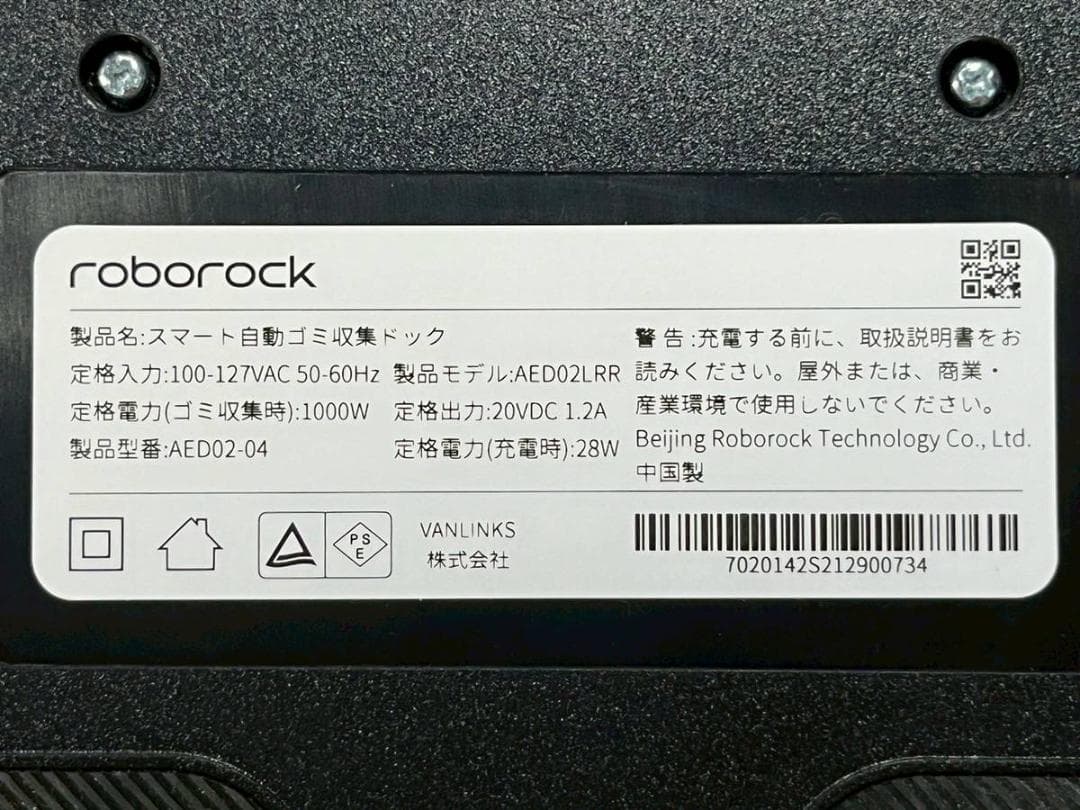 roborock
製品名:スマート自動ゴミ収集ドック
定格入力:100-127VAC 50-60Hz 製品モデル:AED02LRR
定格電力(ゴミ収集時):1000W 定格出力:20VDC 1.2A
製品型番:AED02-04 定格電力(充電時):28W
警告:充電する前に、取扱説明書をお
読みください。屋外または、商業・
産業環境で使用しないでください。
Beijing Roborock Technology Co., Ltd.
中国製
PS
E
VANLINKS
株式会社
7020142S212900734